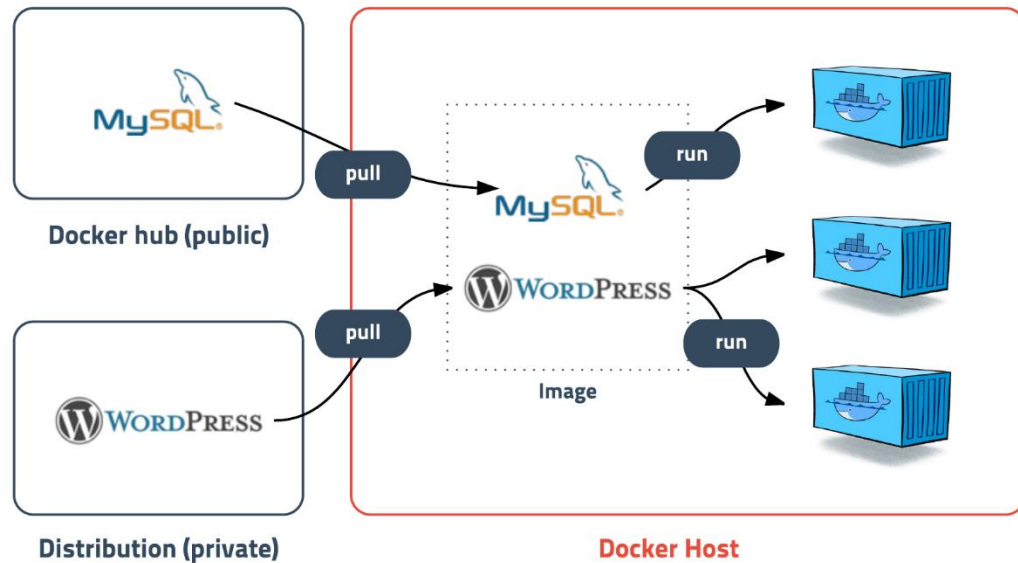 MySQL®
pull
Docker hub (public)
MySQL®
run
WORDPRESS
pull
run
Image
WORDPRESS
Distribution (private)
Docker Host